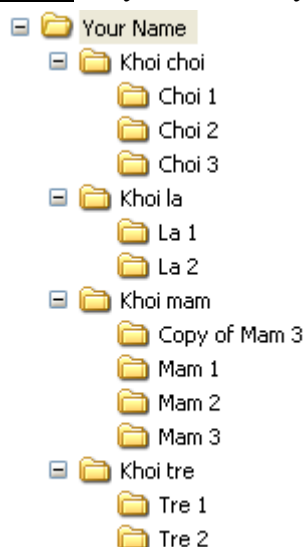 Your Name
Khoi choi
Choi 1
Choi 2
Choi 3
Khoi la
La 1
La 2
Khoi mam
Copy of Mam 3
Mam 1
Mam 2
Mam 3
Khoi tre
Tre 1
Tre 2